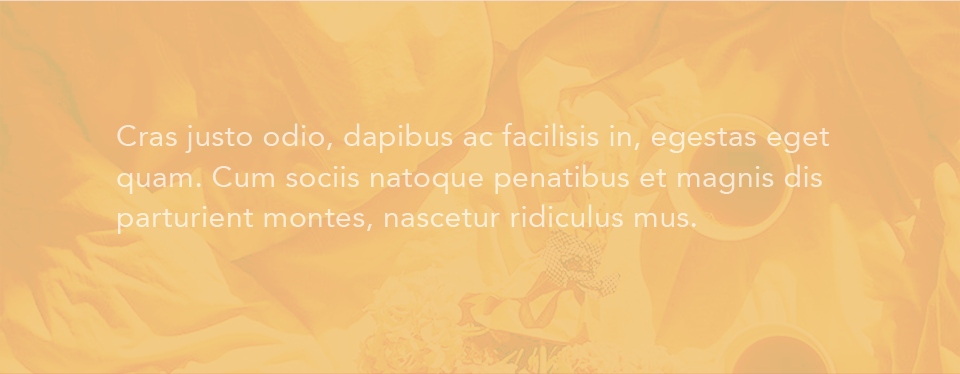 Cras justo odio, dapibus ac facilisis in, egestas eget
quam. Cum sociis natoque penatibus et magnis dis
parturient montes, nascetur ridiculus mus.